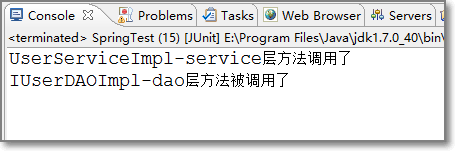 Console Problems Tasks Web Browser Servers
<terminated> SpringTest (15) [JUnit] E:\Program Files\Java\jdk1.7.0_40\bin\
UserServiceImpl-service层方法调用了
IUserDAOImpl-dao层方法被调用了